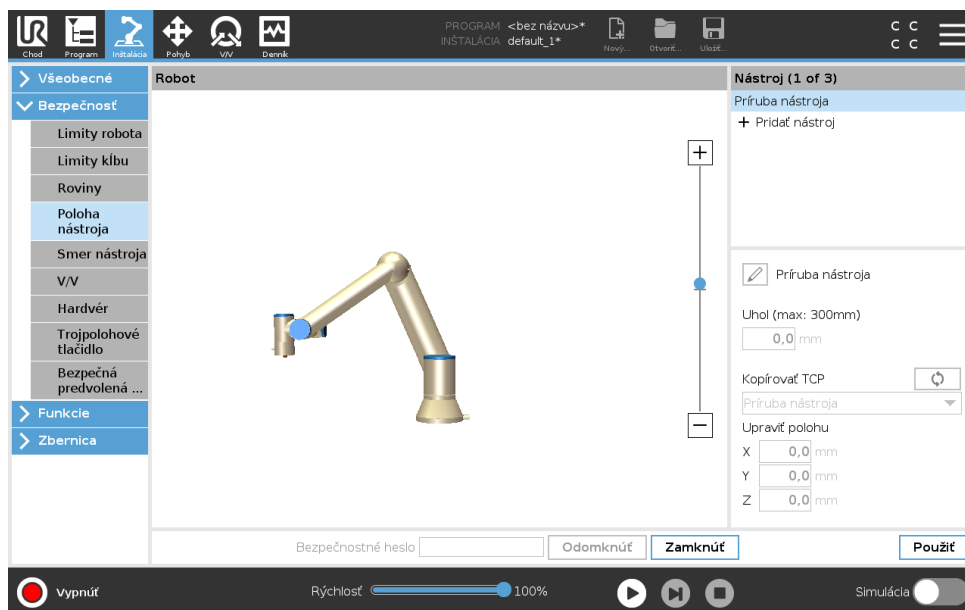 UR
PROGRAM <bez názvu>*
INŠTALÁCIA default_1*
Chod
Program
Inštalácia
Pohyb
V/V
Denník
Nový...
Otvoriť...
Uložiť...
C C
C C
Všeobecné
Bezpečnosť
Limity robota
Limity kĺbu
Roviny
Poloha
nástroja
Smer nástroja
V/V
Hardvér
Trojpolohové
tlačidlo
Bezpečná
predvolená ...
Funkcie
Zbernica
Robot
Nástroj (1 of 3)
Príruba nástroja
+ Pridať nástroj
Príruba nástroja
Uhol (max: 300mm)
0,0 mm
Kopírovať TCP
Príruba nástroja
Upraviť polohu
X 0,0 mm
Y 0,0 mm
Z 0,0 mm
Bezpečnostné heslo
Odomknúť
Zamknúť
Použiť
Vypnúť
Rýchlosť 100%
Simulácia